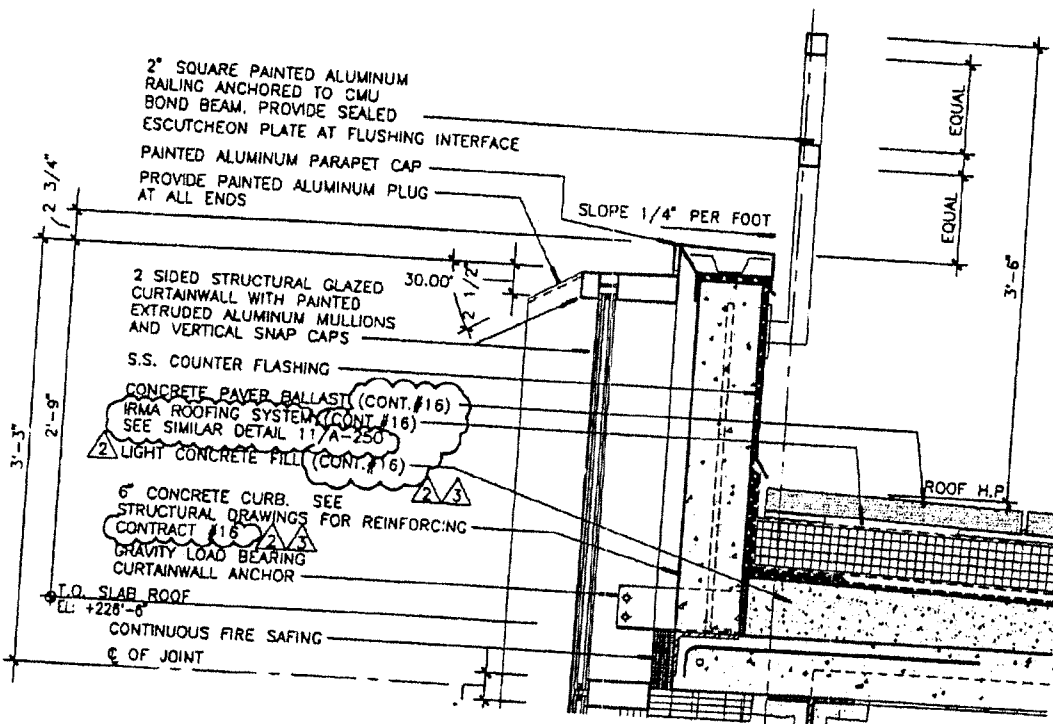 2" SQUARE PAINTED ALUMINUM
RAILING ANCHORED TO CMU
BOND BEAM. PROVIDE SEALED
ESCUTCHEON PLATE AT FLUSHING INTERFACE
PAINTED ALUMINUM PARAPET CAP
PROVIDE PAINTED ALUMINUM PLUG
AT ALL ENDS
SLOPE 1/4" PER FOOT
EQUAL
EQUAL
3'-6"
2 3/4"
30.00°
2 1/2"
2 SIDED STRUCTURAL GLAZED
CURTAINWALL WITH PAINTED
EXTRUDED ALUMINUM MULLIONS
AND VERTICAL SNAP CAPS
S.S. COUNTER FLASHING
CONCRETE PAVER BALLAST (CONT.#16)
IRMA ROOFING SYSTEM (CONT.#16)
SEE SIMILAR DETAIL 11/A-250
2 LIGHT CONCRETE FILL (CONT.#16)
2 3
6" CONCRETE CURB. SEE
STRUCTURAL DRAWINGS FOR REINFORCING
CONTRACT #16 2 3
GRAVITY LOAD BEARING
CURTAINWALL ANCHOR
T.O. SLAB ROOF
EL: +226'-6"
CONTINUOUS FIRE SAFING
℄ OF JOINT
3'-3"
2'-9"
ROOF H.P.